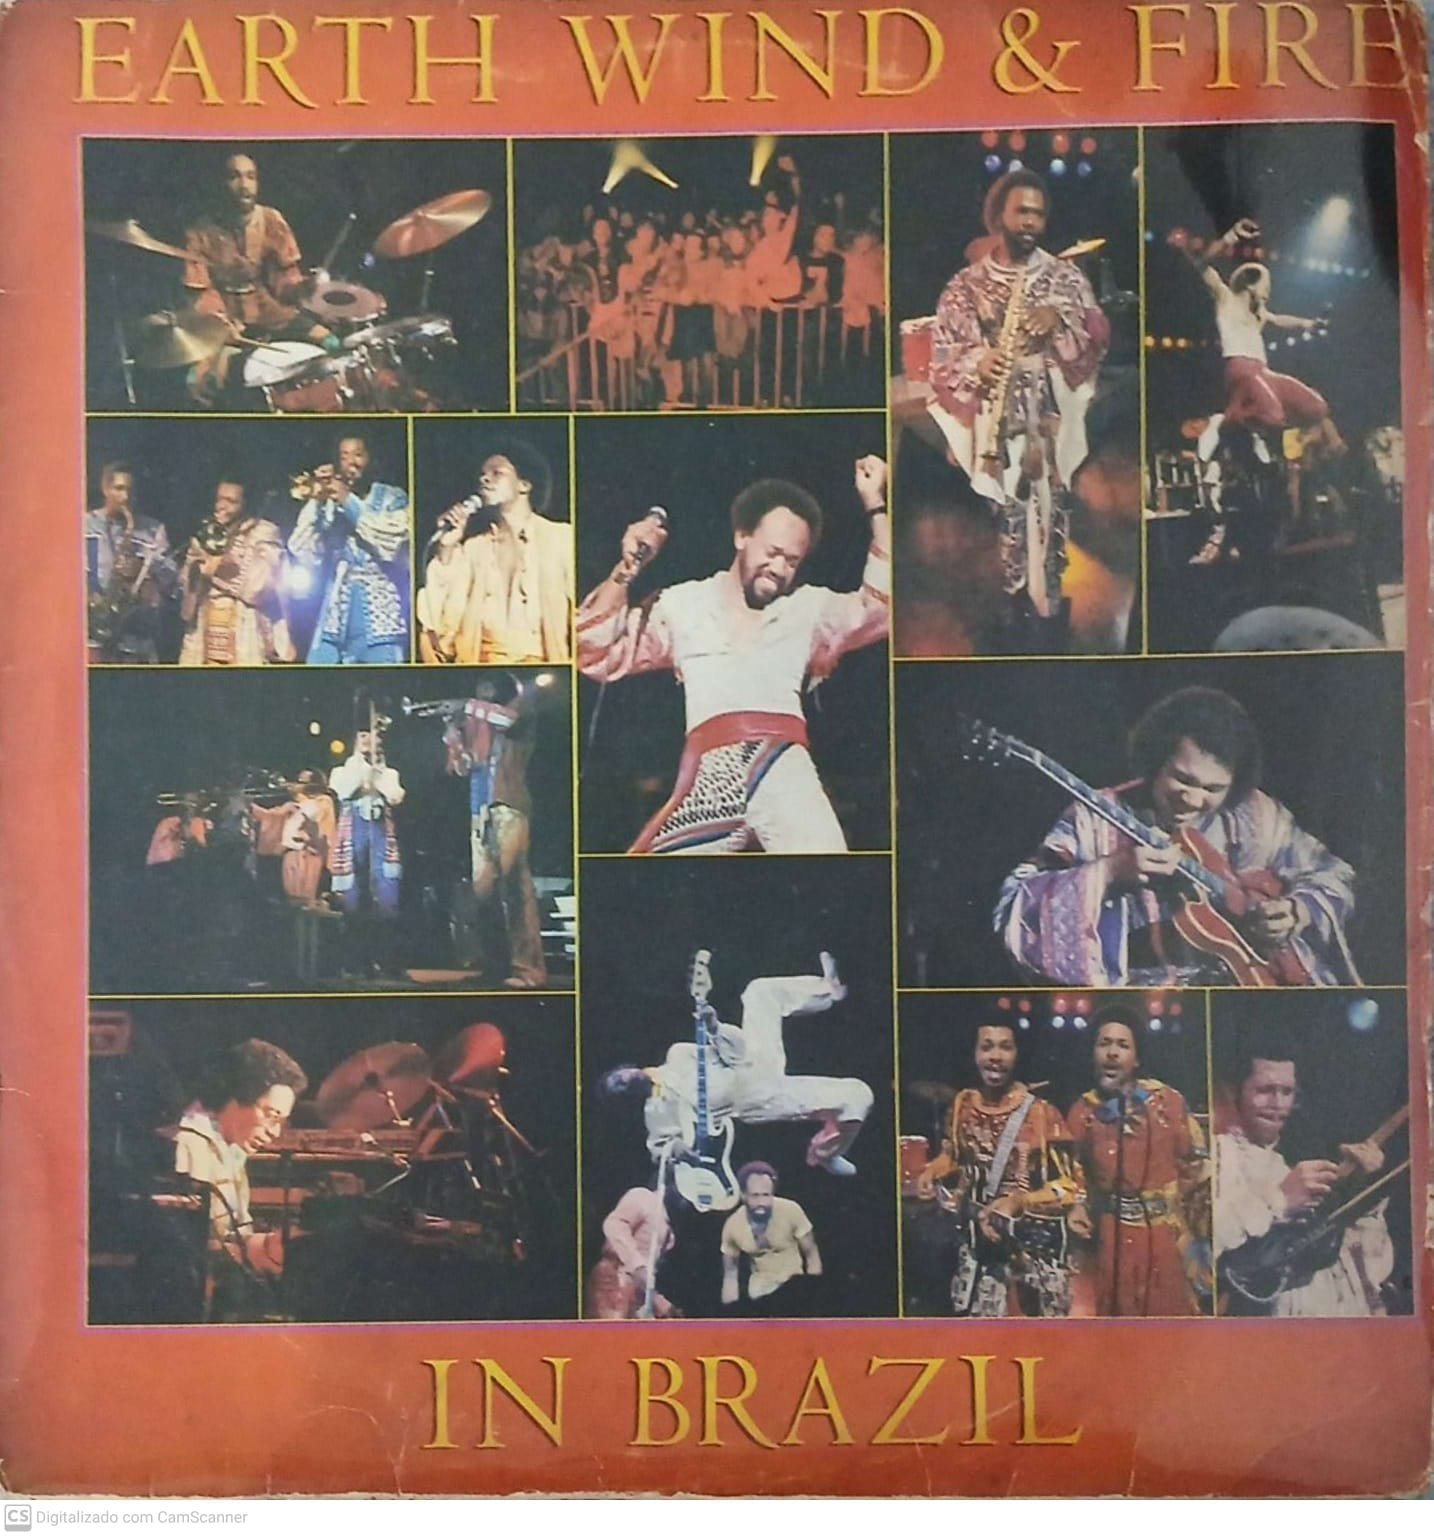 EARTH WIND & FIRE
IN BRAZIL
CS Digitalizado com CamScanner